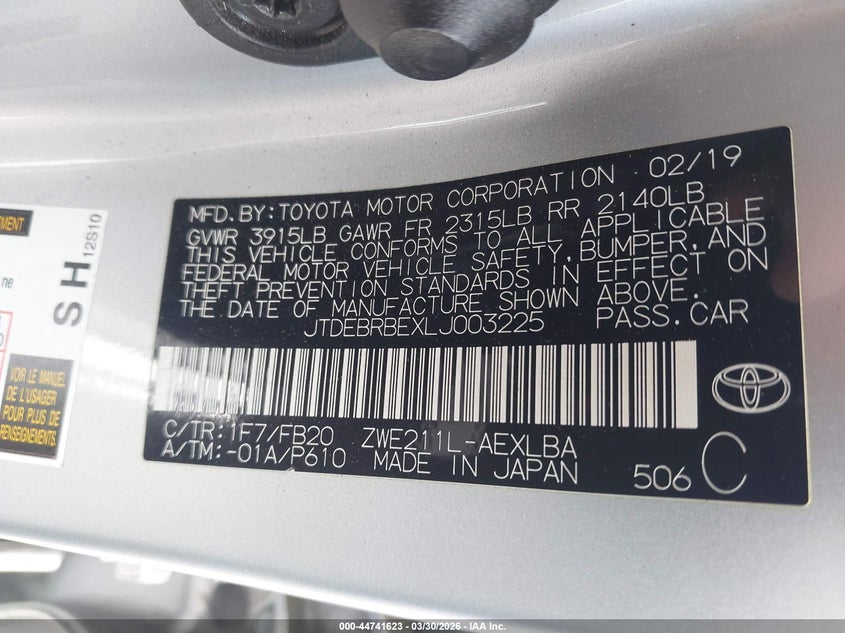 MFD. BY: TOYOTA MOTOR CORPORATION 02/19
GVWR 3915LB GAWR FR 2315LB RR 2140LB
THIS VEHICLE CONFORMS TO ALL APPLICABLE
FEDERAL MOTOR VEHICLE SAFETY, BUMPER, AND
THEFT PREVENTION STANDARDS IN EFFECT ON
THE DATE OF MANUFACTURE SHOWN ABOVE.
JTDEBRBEXLJ003225 PASS. CAR
C/TR: 1F7/FB20 ZWE211L-AEXLBA
A/TM: -01A/P610 MADE IN JAPAN
506 C
SH
12S10
VOIR LE MANUEL
DE L'USAGER
POUR PLUS DE
000-44741623 — 03/30/2026 — IAA Inc.